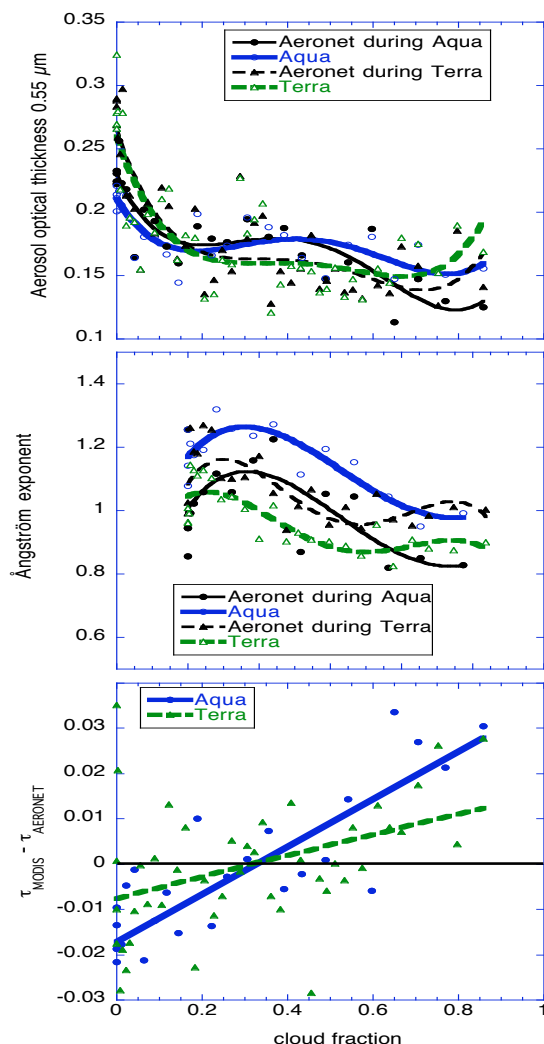 0.35
0.3
0.25
0.2
0.15
0.1
Aerosol optical thickness 0.55 µm
Aeronet during Aqua
Aqua
Aeronet during Terra
Terra
1.4
1.2
1
0.8
0.6
Ångström exponent
Aeronet during Aqua
Aqua
Aeronet during Terra
Terra
0.03
0.02
0.01
0
-0.01
-0.02
-0.03
τMODIS - τAERONET
Aqua
Terra
0 0.2 0.4 0.6 0.8 1
cloud fraction